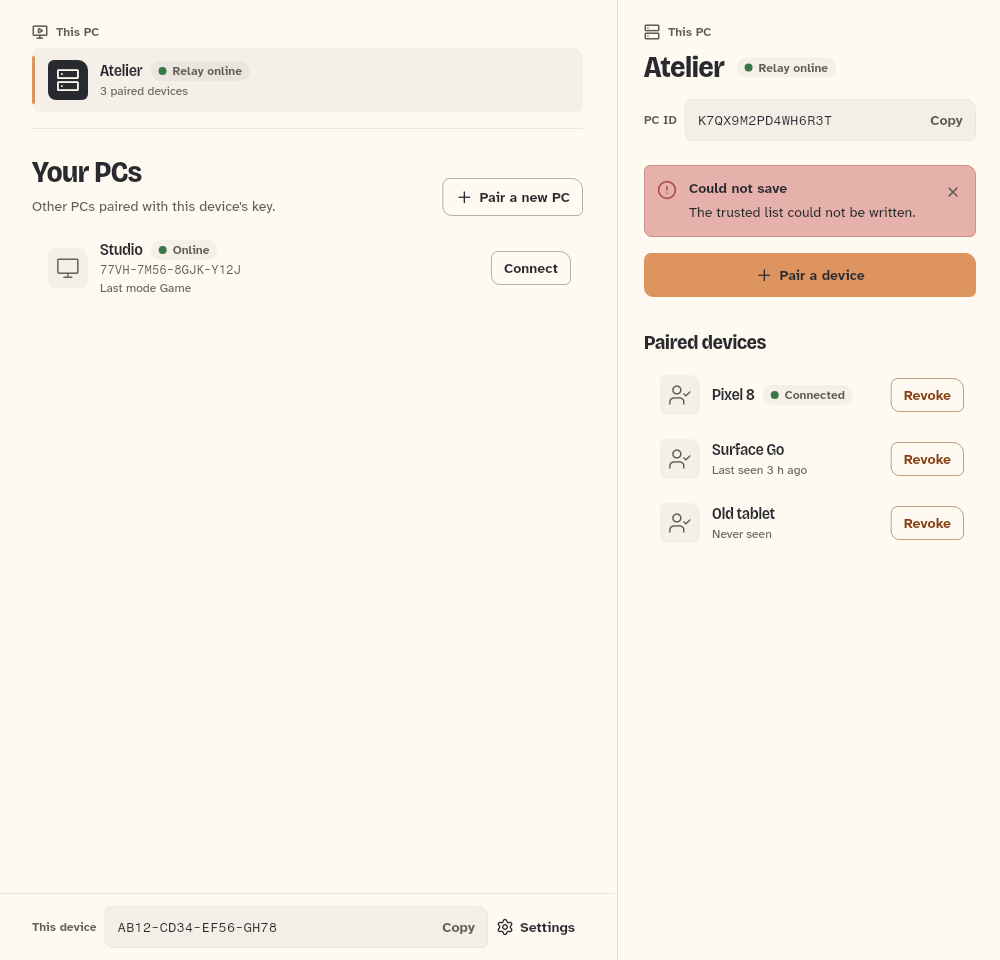 This PC
Atelier Relay online
3 paired devices
Your PCs
Other PCs paired with this device's key.
Pair a new PC
Studio Online
77VH-7M56-8GJK-Y12J
Last mode Game
Connect
This device AB12-CD34-EF56-GH78 Copy Settings
This PC
Atelier Relay online
PC ID K7QX9M2PD4WH6R3T Copy
Could not save
The trusted list could not be written.
Pair a device
Paired devices
Pixel 8 Connected Revoke
Surface Go
Last seen 3 h ago
Revoke
Old tablet
Never seen
Revoke